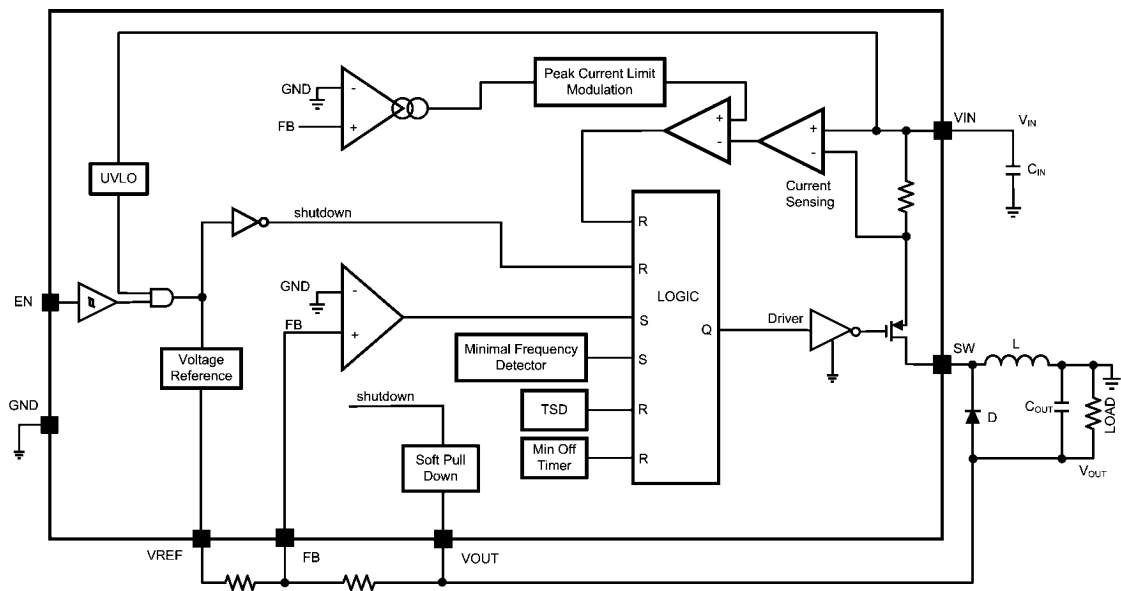 GND
-
FB
+
Peak Current Limit
Modulation
+
-
+
-
Current
Sensing
VIN
V_IN
C_IN
UVLO
shutdown
EN
GND
-
FB
+
R
R
S
S
R
R
LOGIC
Q
Driver
SW
L
Voltage
Reference
Minimal Frequency
Detector
TSD
Min Off
Timer
GND
shutdown
Soft Pull
Down
D
C_OUT
LOAD
V_OUT
VREF
FB
VOUT